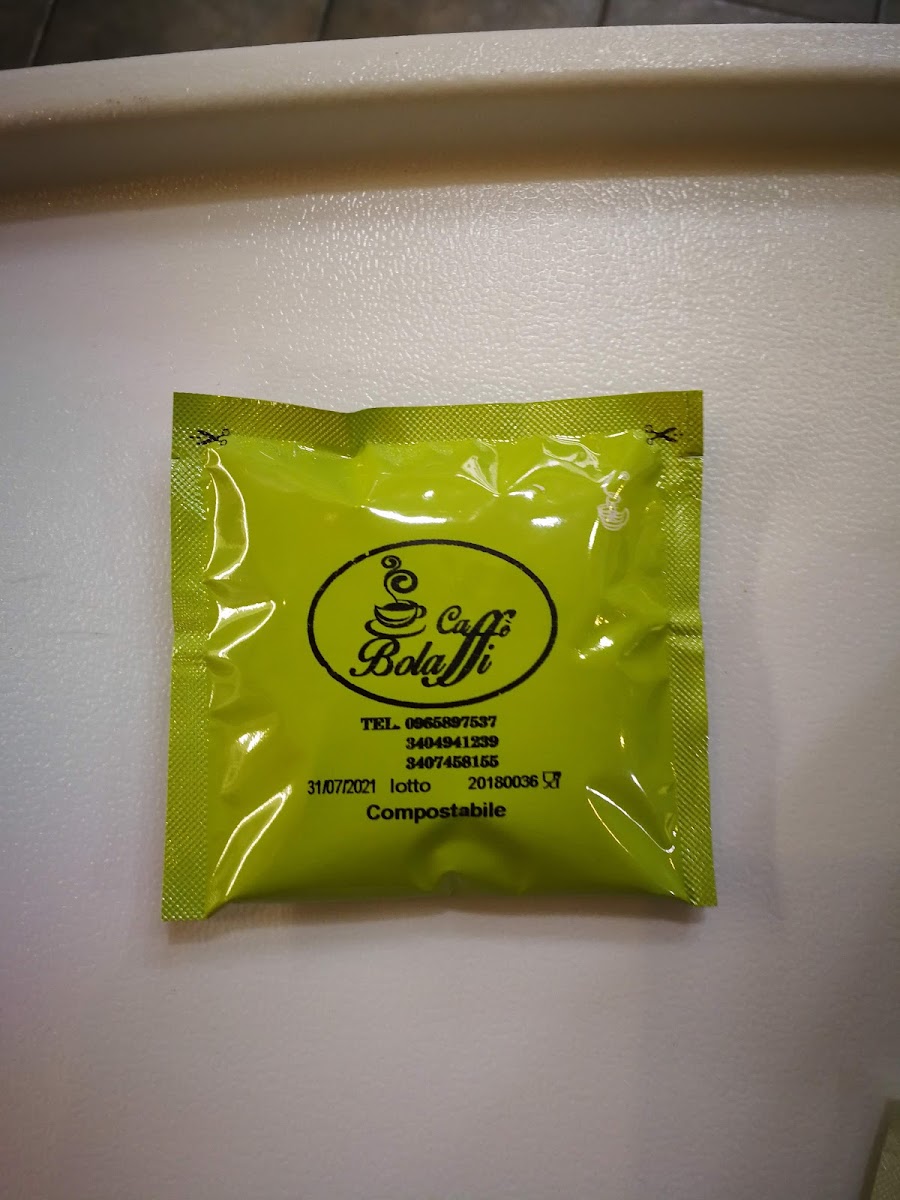 Caffè
Bolaffi
TEL. 0965897537
3404941239
3407458155
31/07/2021 lotto 20180036
Compostabile